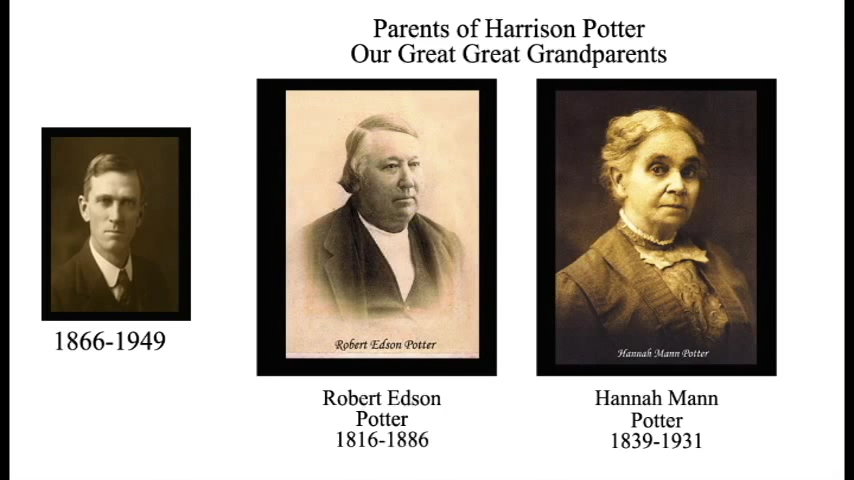 Parents of Harrison Potter
Our Great Great Grandparents
1866-1949
Robert Edson Potter
Hannah Mann Potter
Robert Edson
Potter
1816-1886
Hannah Mann
Potter
1839-1931